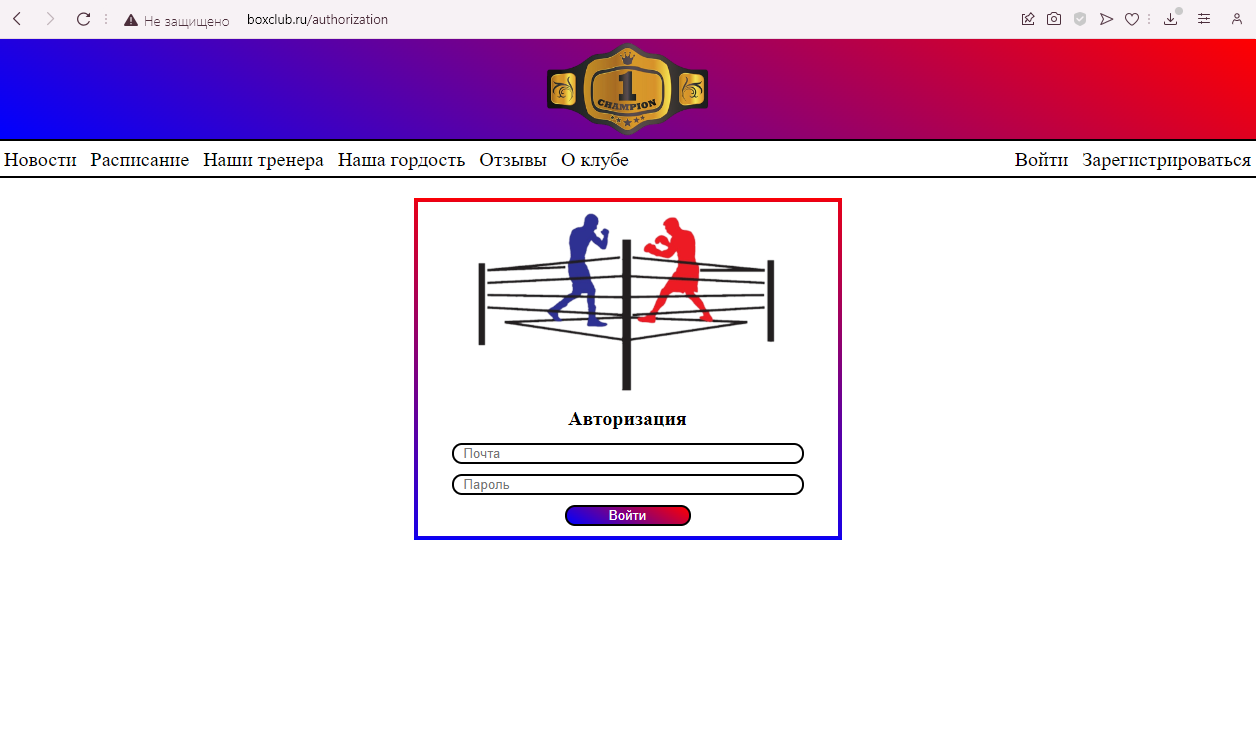 Не защищено boxclub.ru/authorization
1
CHAMPION
Новости Расписание Наши тренера Наша гордость Отзывы О клубе Войти Зарегистрироваться
Авторизация
Почта
Пароль
Войти